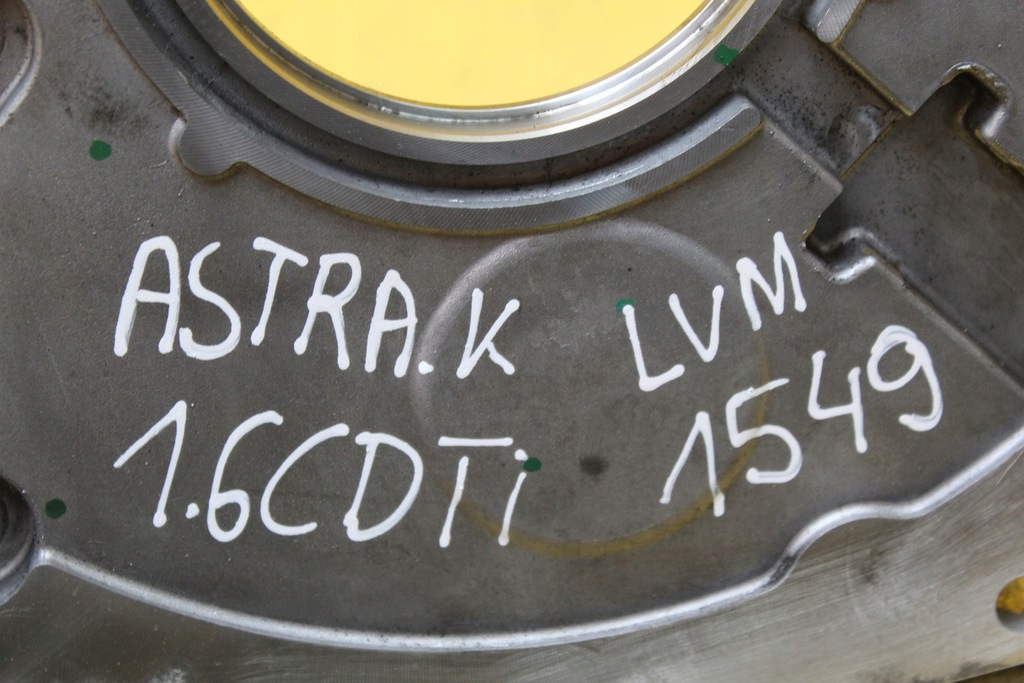 ASTRA.K LVM
1.6CDTi 1549